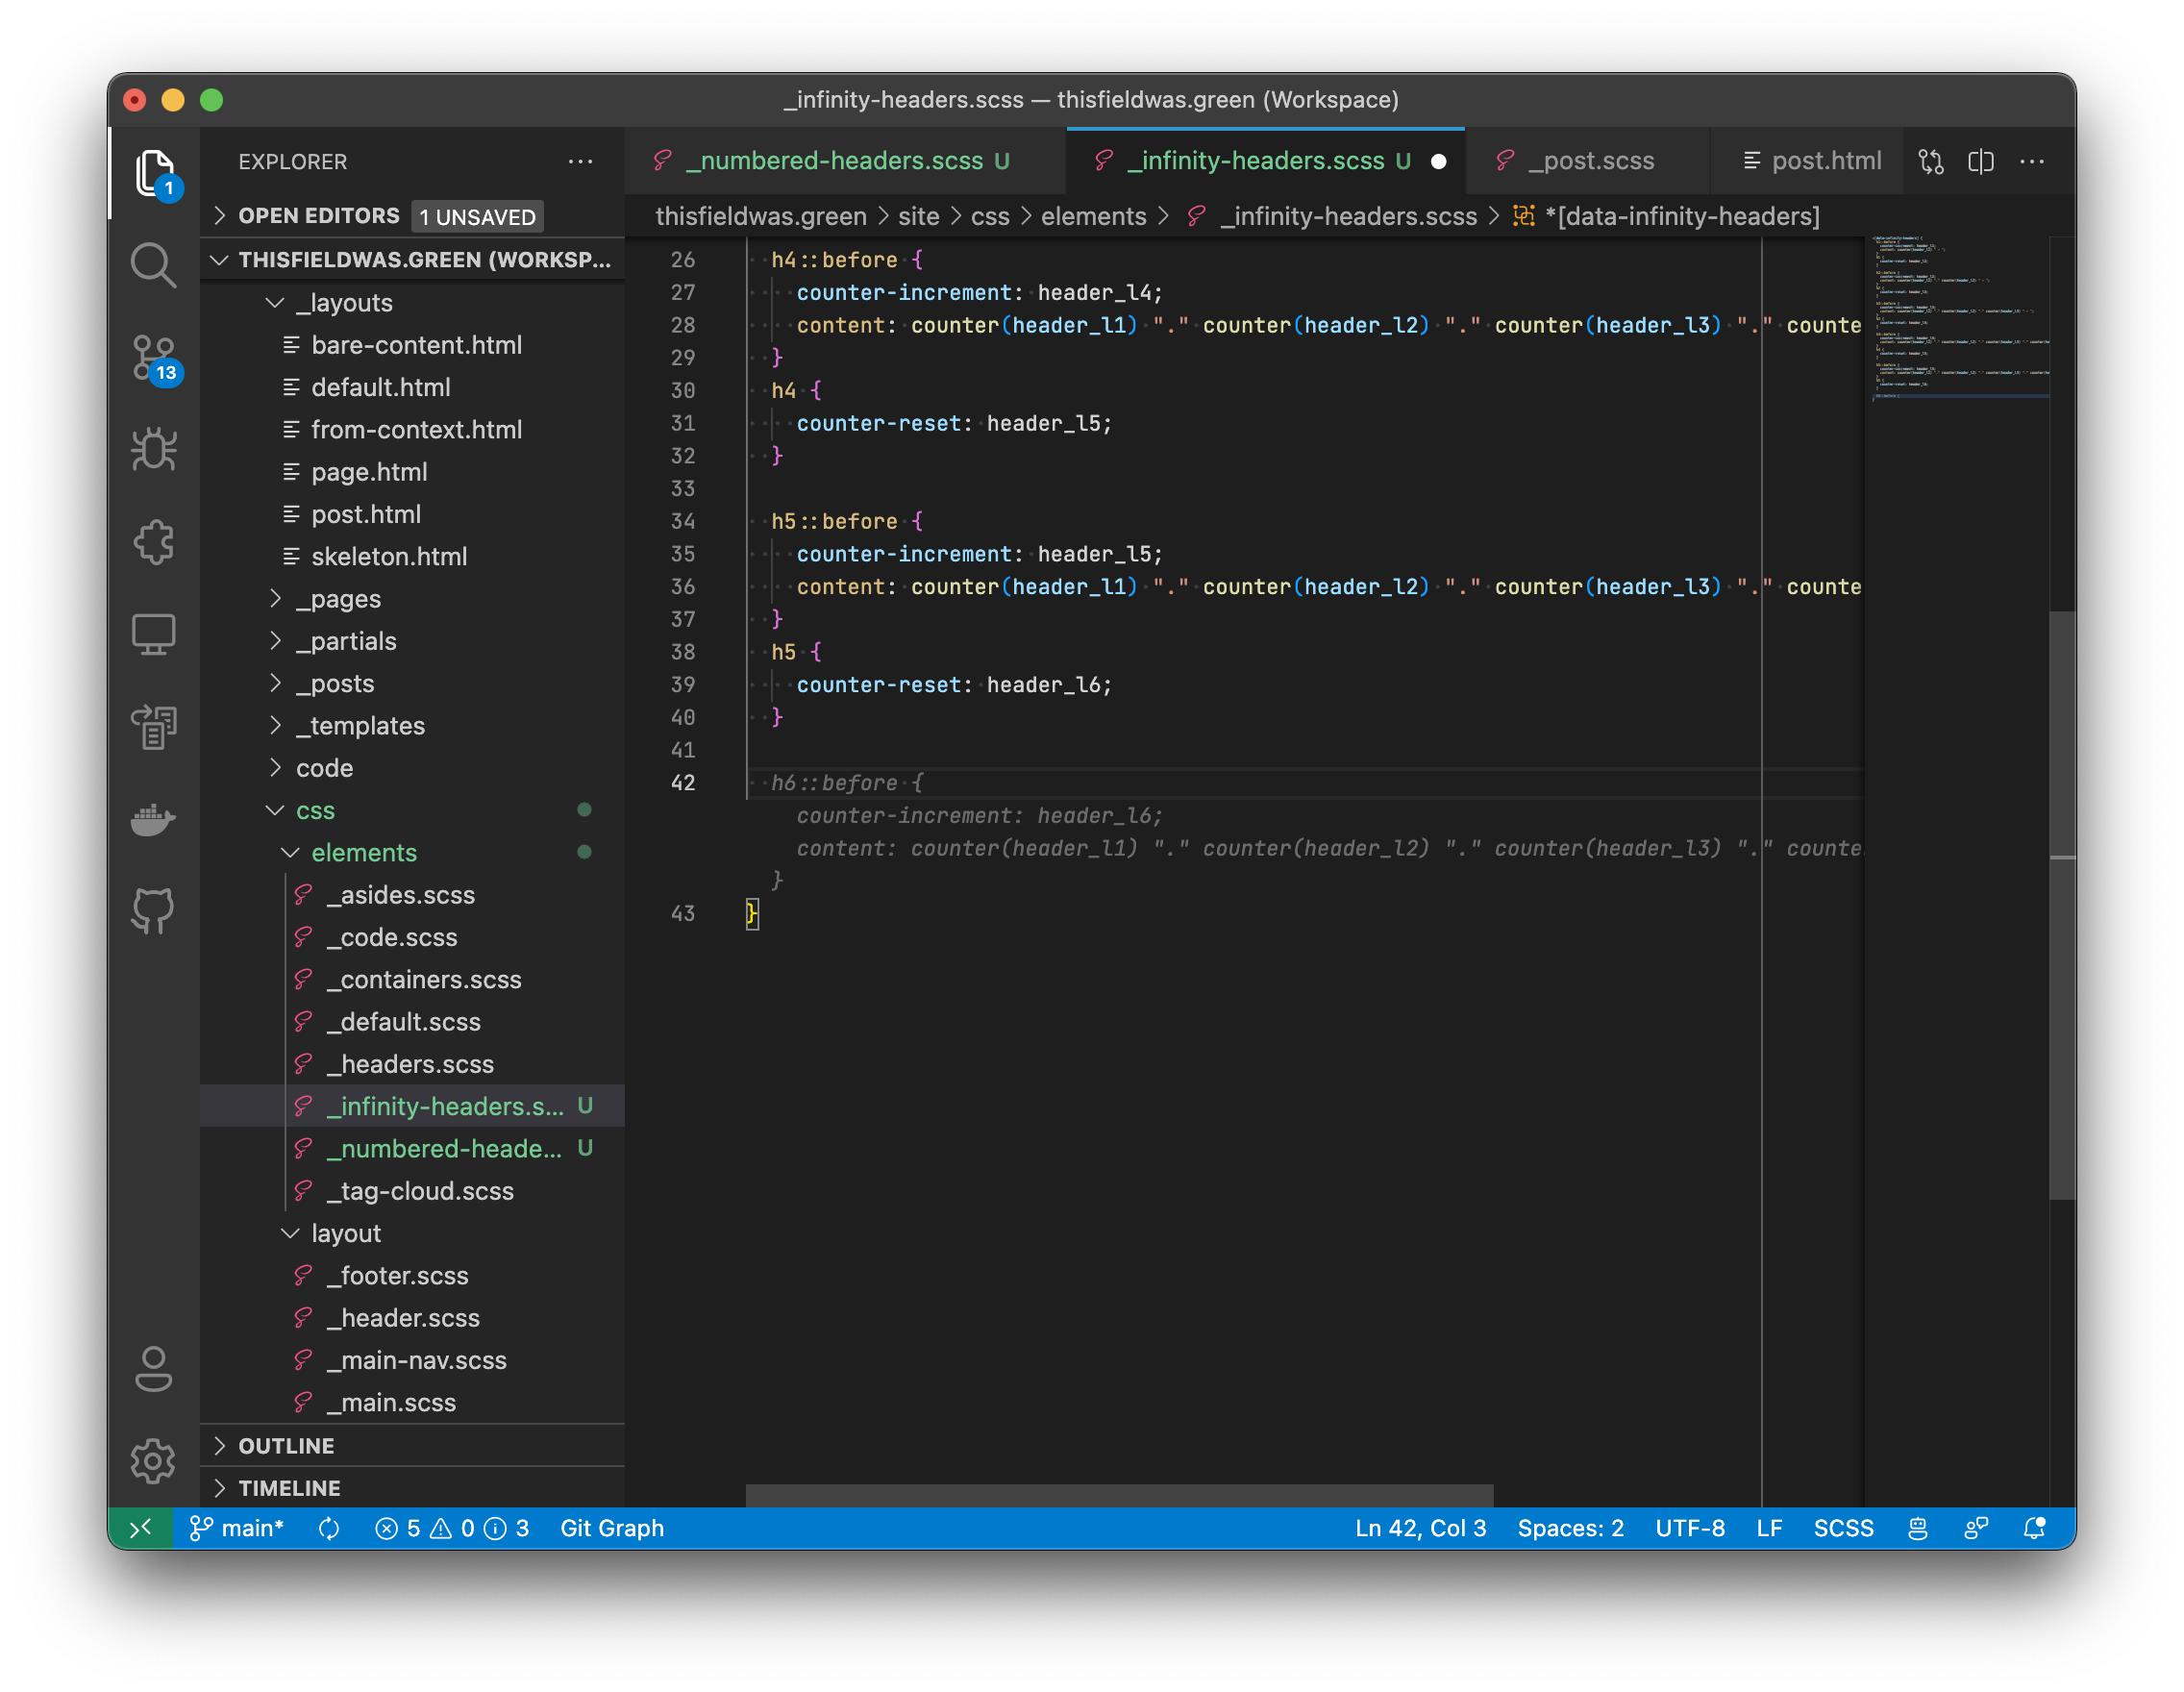 _infinity-headers.scss — thisfieldwas.green (Workspace)
EXPLORER
_numbered-headers.scss U
_infinity-headers.scss U
_post.scss
post.html
1
OPEN EDITORS 1 UNSAVED
thisfieldwas.green > site > css > elements > _infinity-headers.scss > *[data-infinity-headers]
THISFIELDWAS.GREEN (WORKSP...
_layouts
bare-content.html
default.html
from-context.html
page.html
post.html
skeleton.html
_pages
_partials
_posts
_templates
code
css
elements
_asides.scss
_code.scss
_containers.scss
_default.scss
_headers.scss
_infinity-headers.s... U
_numbered-heade... U
_tag-cloud.scss
layout
_footer.scss
_header.scss
_main-nav.scss
_main.scss
OUTLINE
TIMELINE
13
26 h4::before {
27 counter-increment: header_l4;
28 content: counter(header_l1) "." counter(header_l2) "." counter(header_l3) "." counte
29 }
30 h4 {
31 counter-reset: header_l5;
32 }
33
34 h5::before {
35 counter-increment: header_l5;
36 content: counter(header_l1) "." counter(header_l2) "." counter(header_l3) "." counte
37 }
38 h5 {
39 counter-reset: header_l6;
40 }
41
42 h6::before {
counter-increment: header_l6;
content: counter(header_l1) "." counter(header_l2) "." counter(header_l3) "." counte
}
43 }
main* 5 0 3 Git Graph
Ln 42, Col 3 Spaces: 2 UTF-8 LF SCSS